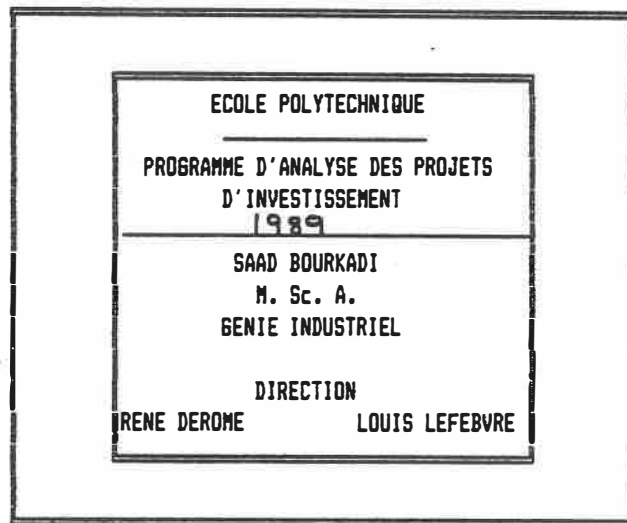 ECOLE POLYTECHNIQUE
PROGRAMME D'ANALYSE DES PROJETS
D'INVESTISSEMENT
1989
SAAD BOURKADI
M. Sc. A.
GENIE INDUSTRIEL
DIRECTION
RENE DEROME LOUIS LEFEBVRE